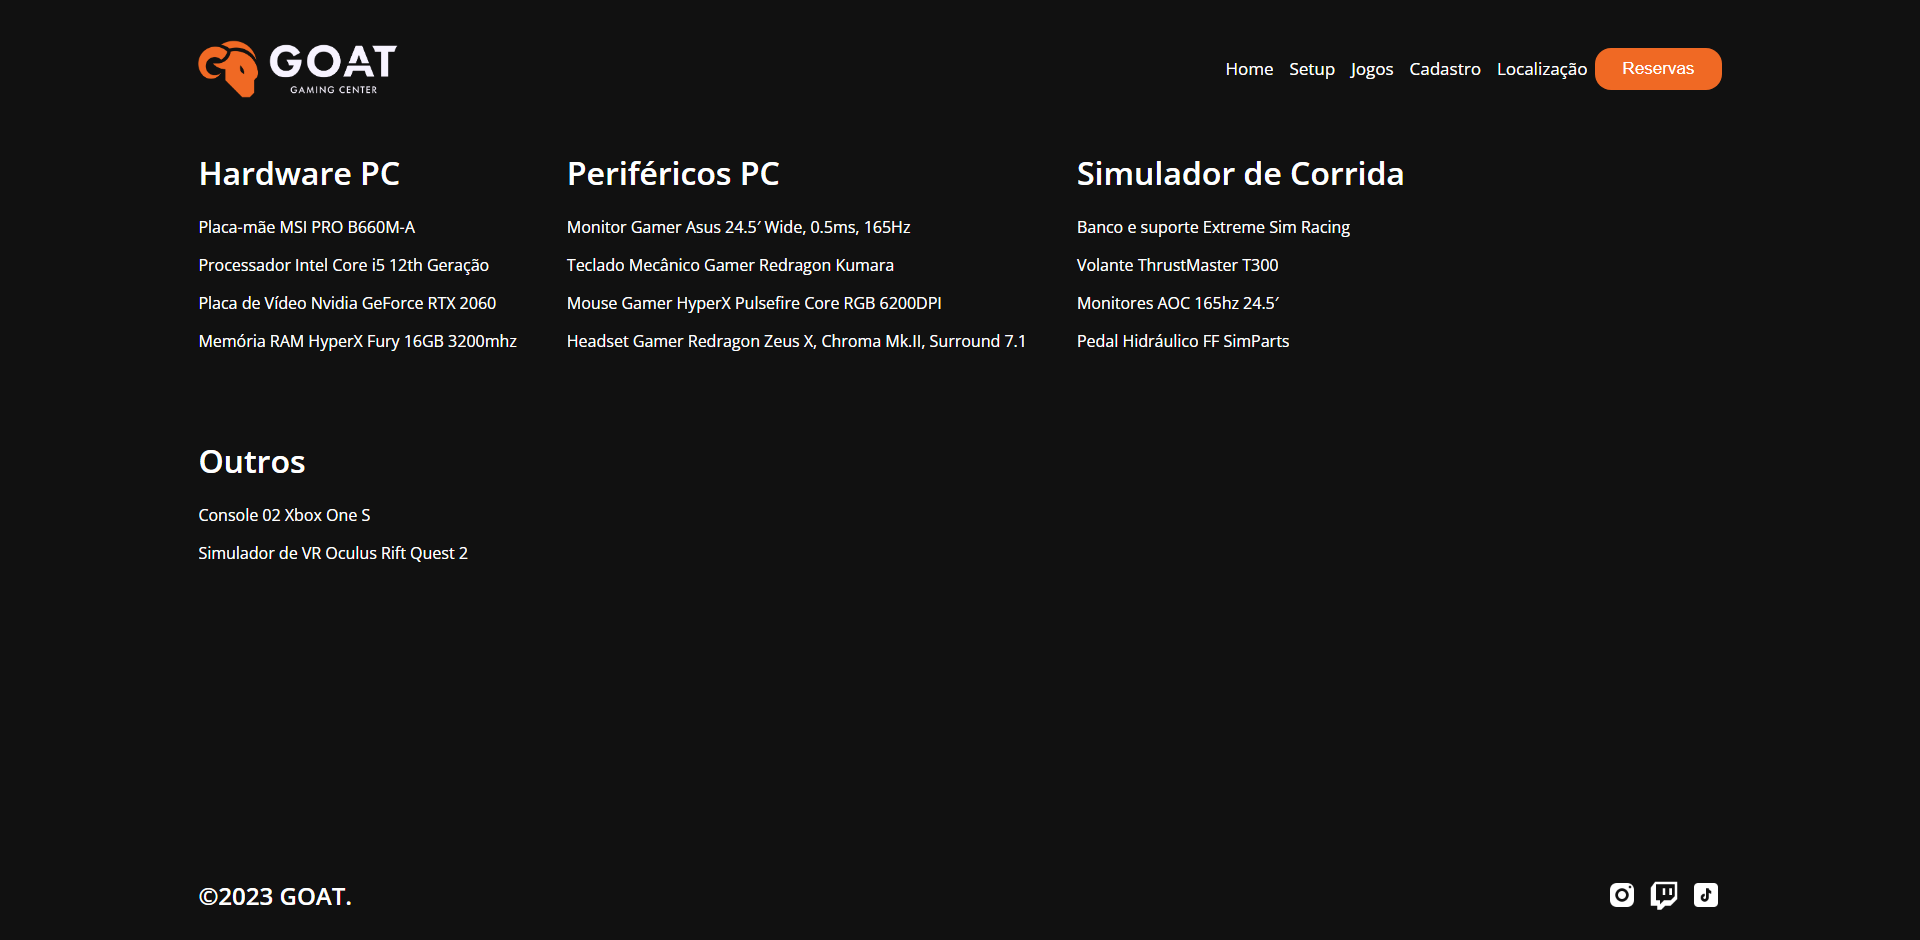 GOAT
GAMING CENTER
Home Setup Jogos Cadastro Localização Reservas
Hardware PC
Placa-mãe MSI PRO B660M-A
Processador Intel Core i5 12th Geração
Placa de Vídeo Nvidia GeForce RTX 2060
Memória RAM HyperX Fury 16GB 3200mhz
Periféricos PC
Monitor Gamer Asus 24.5′ Wide, 0.5ms, 165Hz
Teclado Mecânico Gamer Redragon Kumara
Mouse Gamer HyperX Pulsefire Core RGB 6200DPI
Headset Gamer Redragon Zeus X, Chroma Mk.II, Surround 7.1
Simulador de Corrida
Banco e suporte Extreme Sim Racing
Volante ThrustMaster T300
Monitores AOC 165hz 24.5′
Pedal Hidráulico FF SimParts
Outros
Console 02 Xbox One S
Simulador de VR Oculus Rift Quest 2
©2023 GOAT.